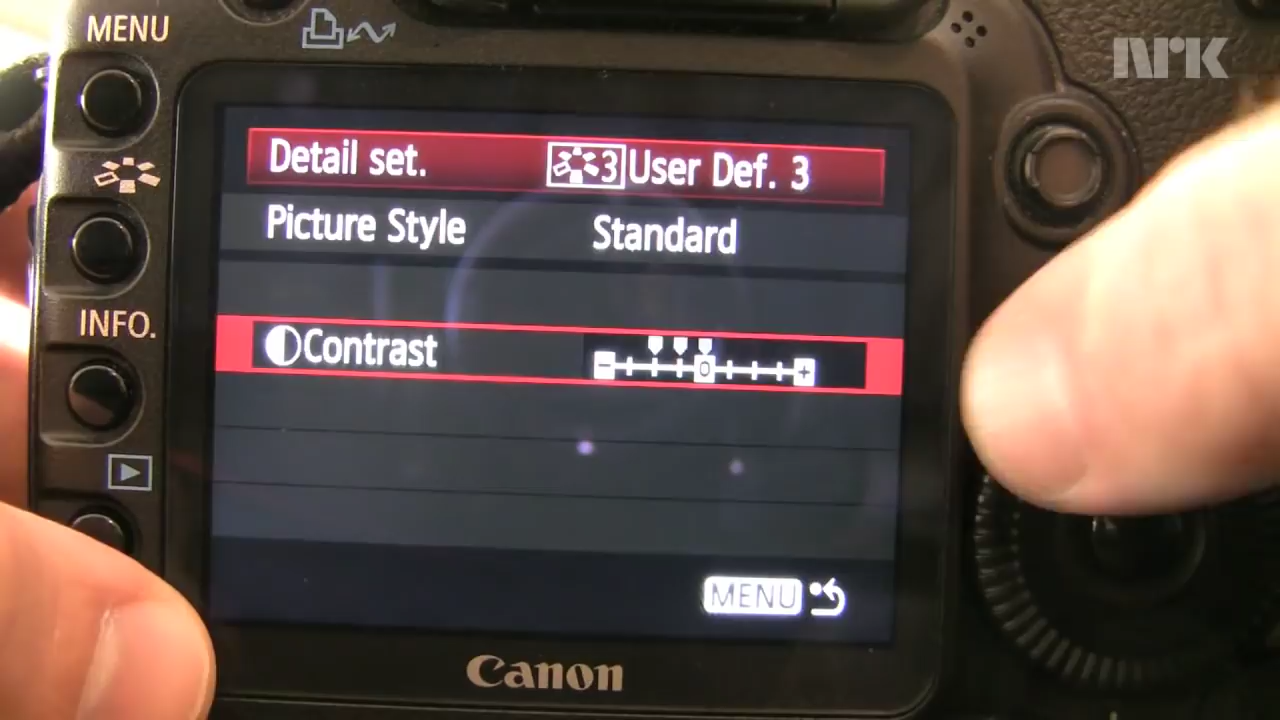 MENU
NrK
Detail set. 3 User Def. 3
Picture Style Standard
INFO.
Contrast − 0 +
MENU
Canon